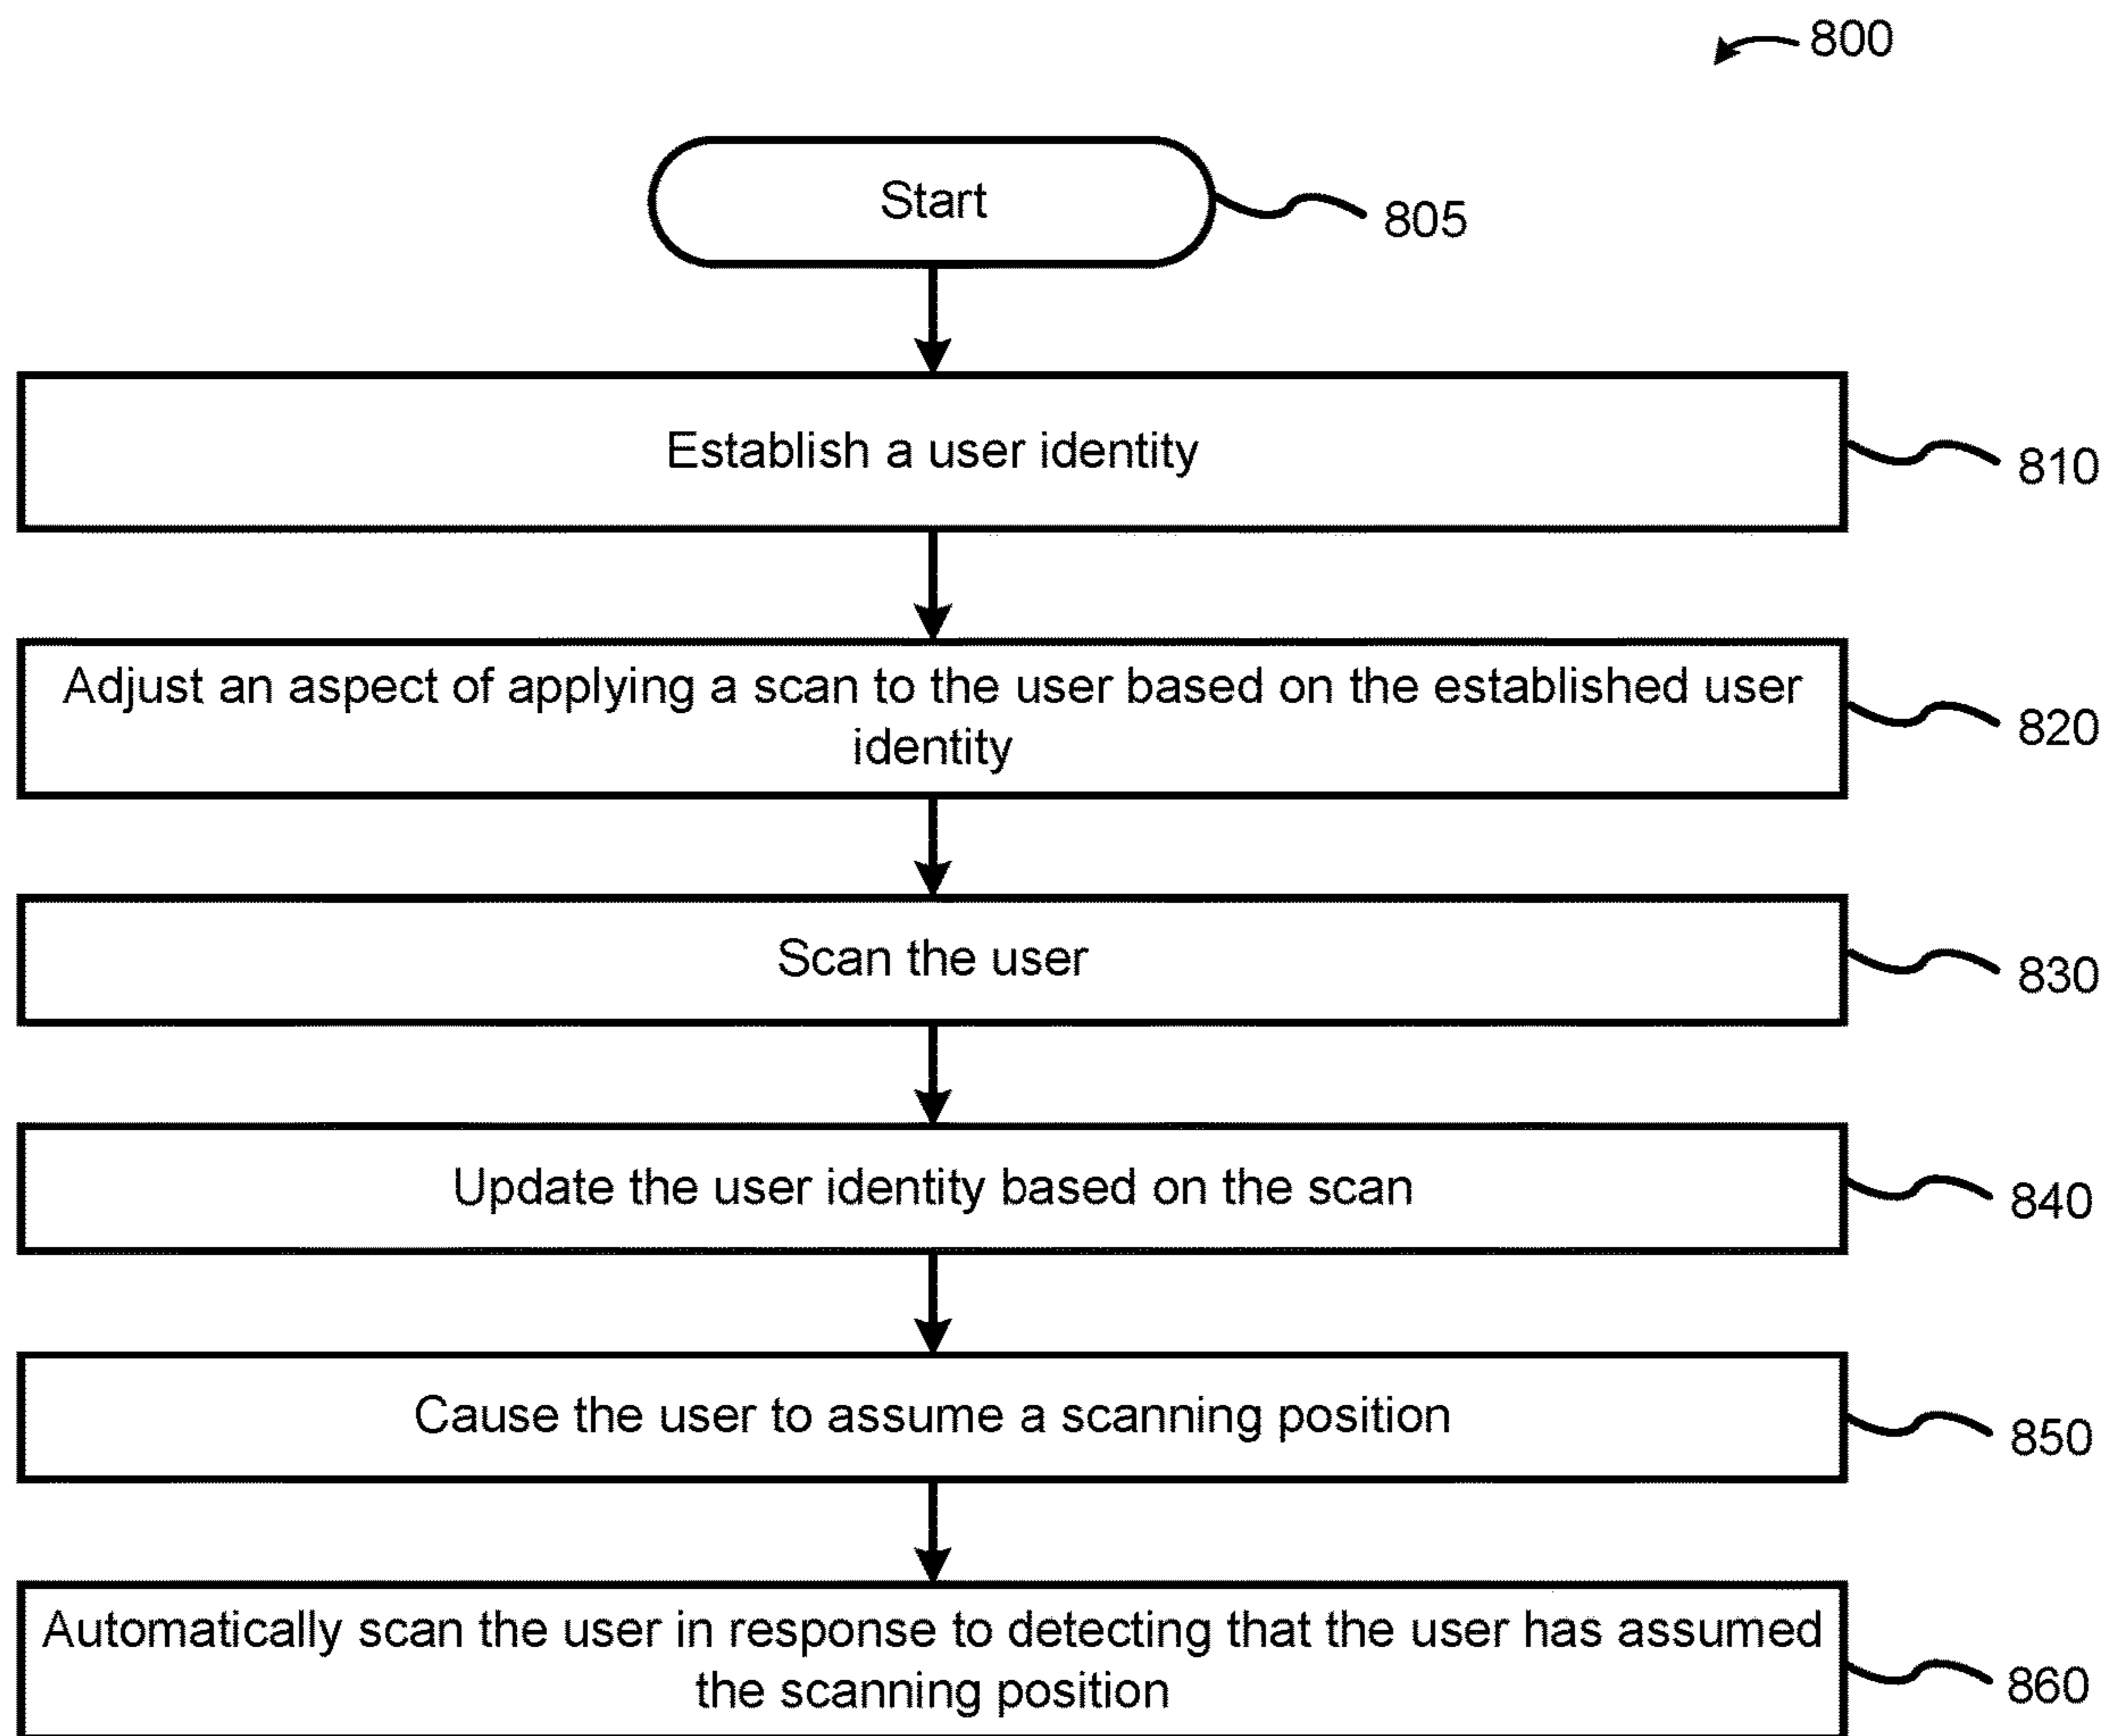 800
Start
805
Establish a user identity
810
Adjust an aspect of applying a scan to the user based on the established user
identity
820
Scan the user
830
Update the user identity based on the scan
840
Cause the user to assume a scanning position
850
Automatically scan the user in response to detecting that the user has assumed
the scanning position
860